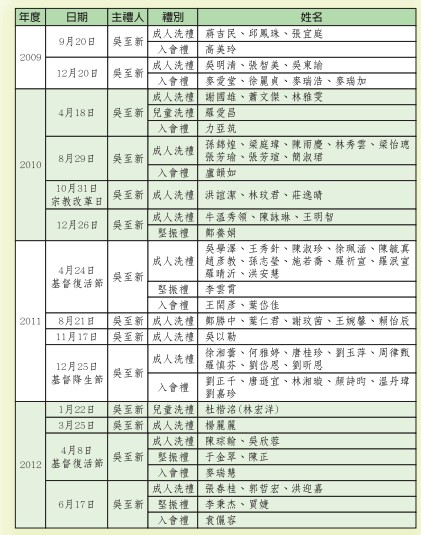 年度 日期 主禮人 禮別 姓名
2009 9月20日 吳至新 成人洗禮 蔣吉民、邱鳳珠、張宜庭
入會禮 高美玲
12月20日 吳至新 成人洗禮 吳明清、張智美、吳東諭
入會禮 麥愛堂、徐麗貞、麥瑞浩、麥瑞加
2010 4月18日 吳至新 成人洗禮 謝國雄、蕭文傑、林雅雯
兒童洗禮 羅愛昌
入會禮 力亞筑
8月29日 吳至新 成人洗禮 孫錦煌、梁庭瑋、陳雨慶、林秀雲、梁怡璁
張芳瑜、張芳瑄、簡淑珺
入會禮 盧韻如
10月31日
宗教改革日 吳至新 成人洗禮 洪誼潔、林玟君、莊逸晴
12月26日 吳至新 成人洗禮 牛溫秀領、陳詠琳、王明智
堅振禮 鄭養娟
2011 4月24日
基督復活節 吳至新 成人洗禮 吳學澤、王秀針、陳淑珍、徐珮涵、陳毓真
趙彥教、孫志瑩、施若喬、羅祈宣、羅泯宣
羅晴沂、洪安慧
堅振禮 李雲霄
入會禮 王閔彥、葉岱佳
8月21日 吳至新 成人洗禮 鄭勝中、葉仁君、謝玟茵、王婉馨、賴怡辰
11月17日 吳至新 成人洗禮 吳以勒
12月25日
基督降生節 吳至新 成人洗禮 徐湘蕾、何雅婷、唐桂珍、劉玉萍、周律甄
羅慎芬、劉岱恩、劉昕恩
入會禮 劉正千、唐遊宜、林湘璇、顏詩昀、溫丹瑋
劉嘉珍
2012 1月22日 吳至新 兒童洗禮 杜楷洺(林宏洋)
3月25日 吳至新 成人洗禮 楊麗麗
4月8日
基督復活節 吳至新 成人洗禮 陳琮翰、吳欣蓉
堅振禮 于金翠、陳正
入會禮 麥瑞慧
6月17日 吳至新 成人洗禮 張春桂、郭哲宏、洪迎嘉
堅振禮 李秉杰、賈婕
入會禮 袁儷容